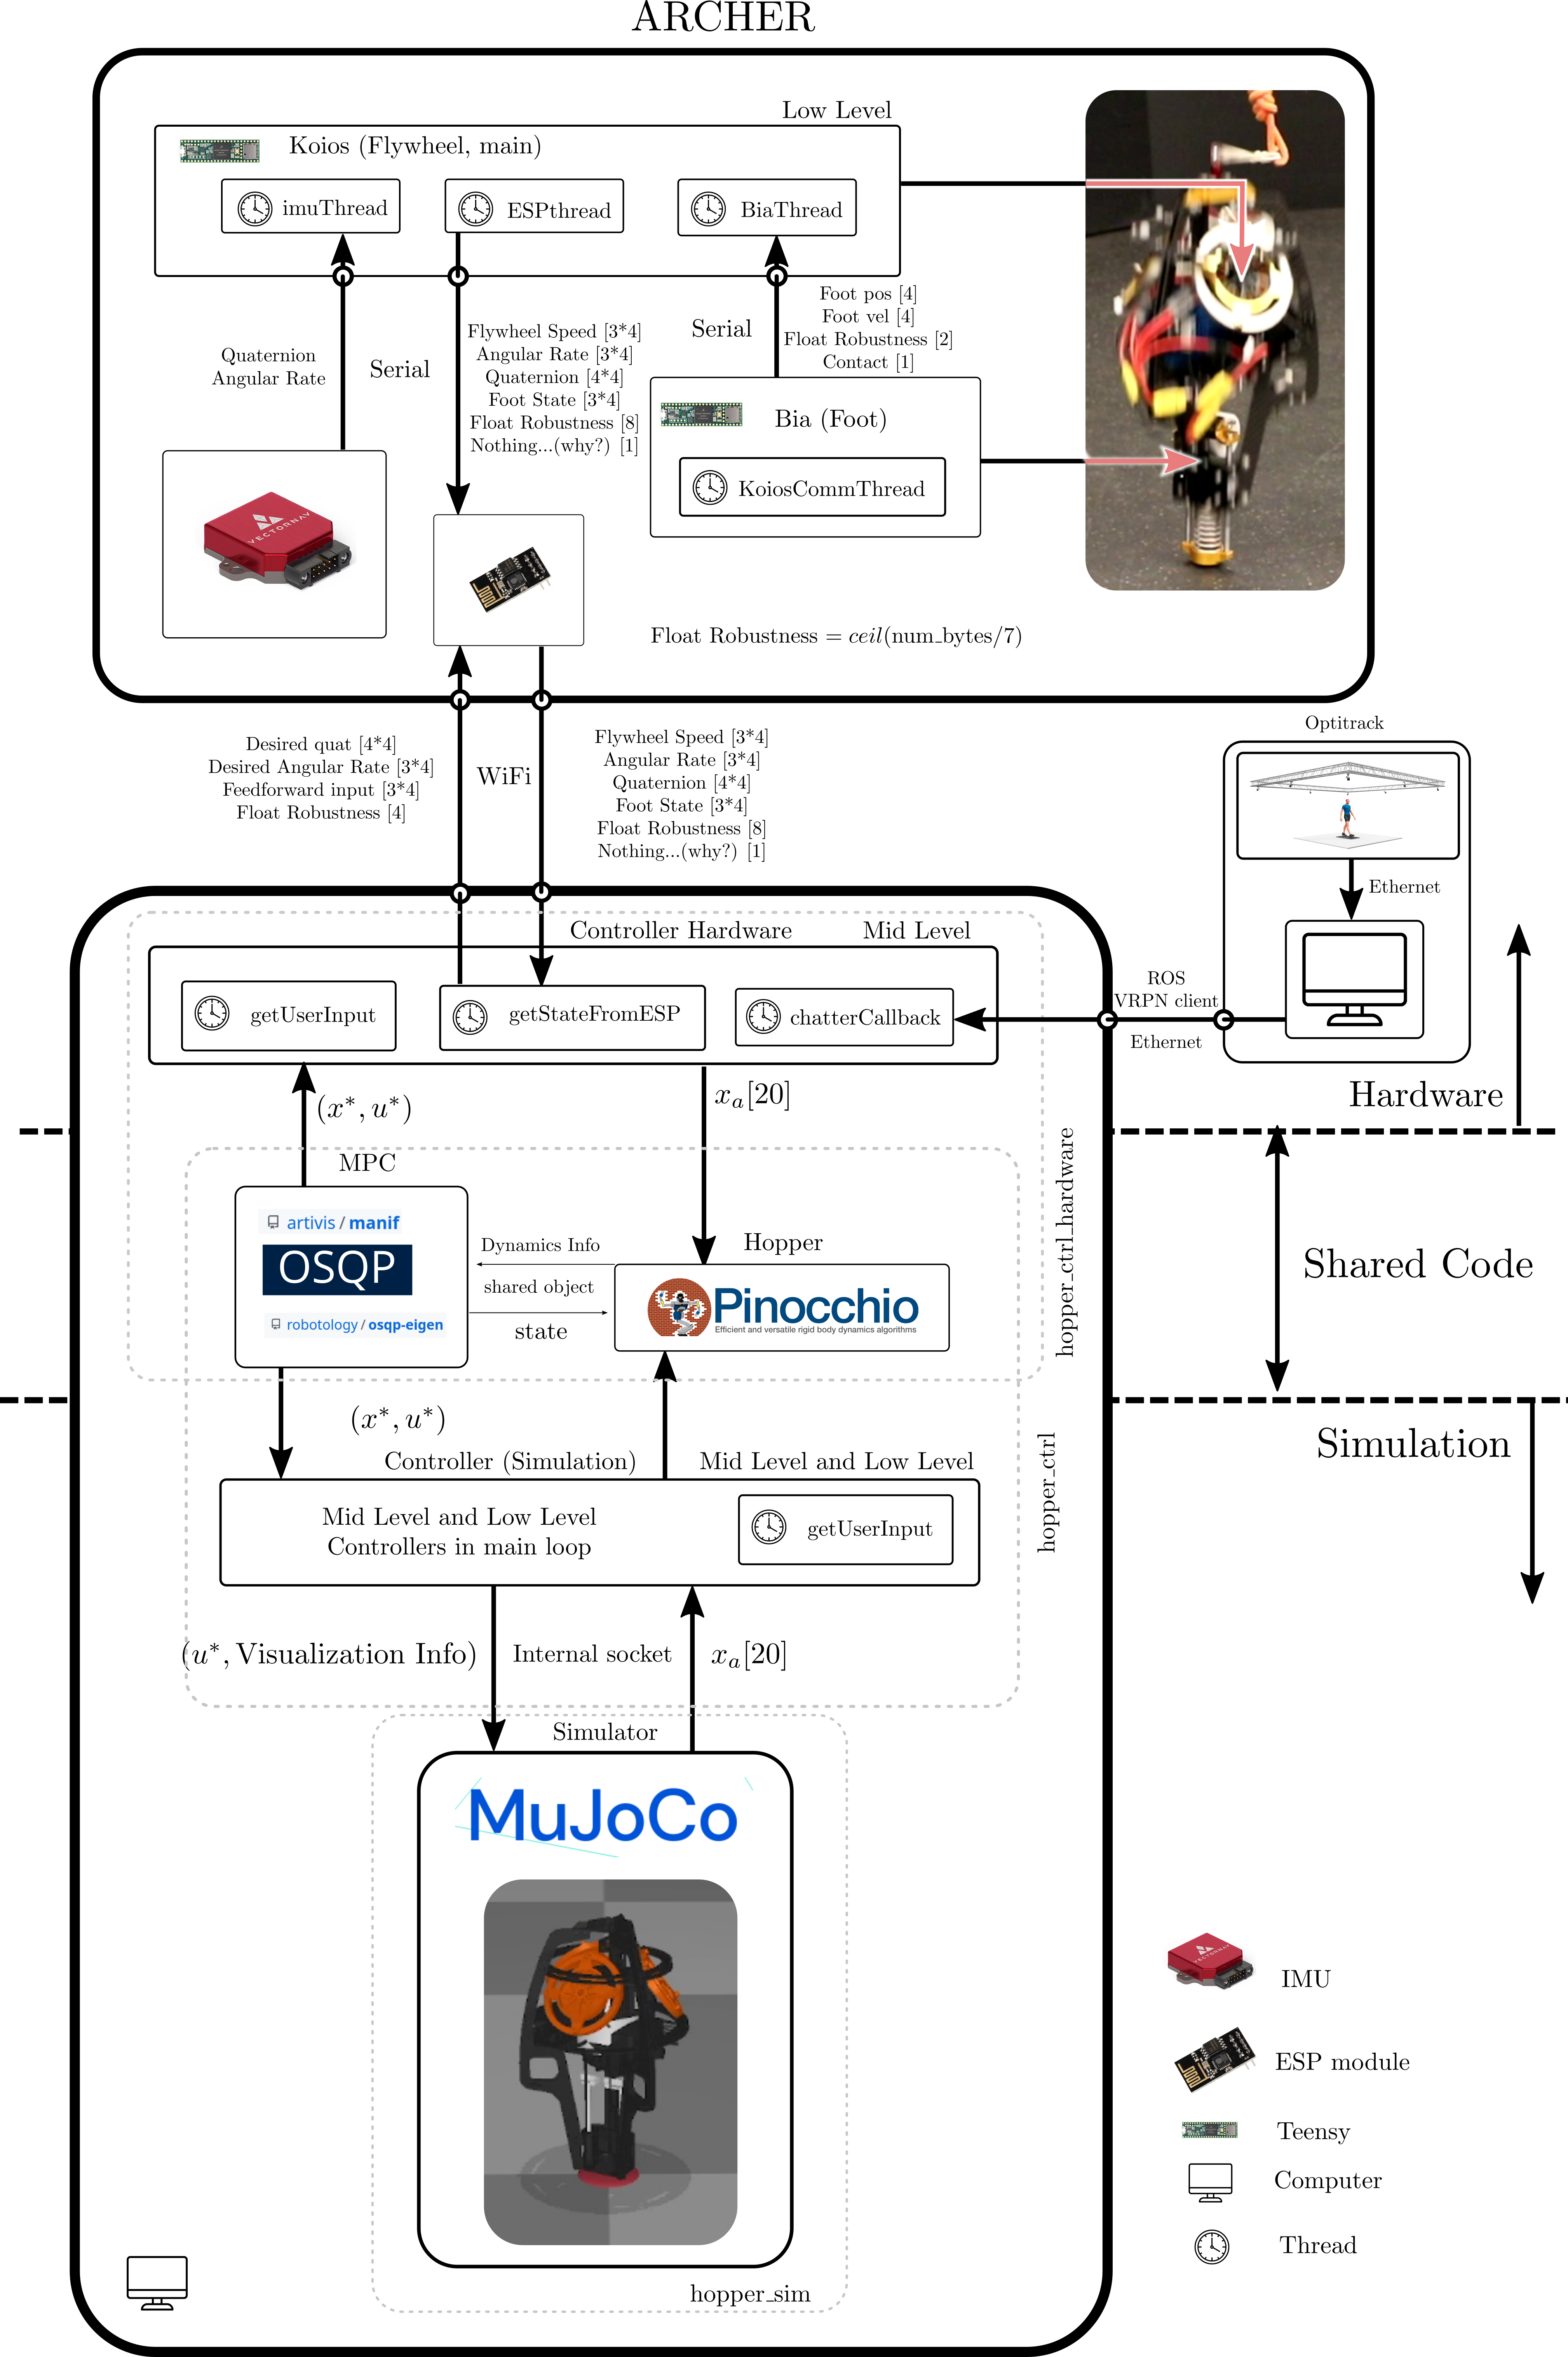 ARCHER
Low Level
Koios (Flywheel, main)
imuThread
ESPthread
BiaThread
Quaternion
Angular Rate
Serial
Flywheel Speed [3*4]
Angular Rate [3*4]
Quaternion [4*4]
Foot State [3*4]
Float Robustness [8]
Nothing...(why?) [1]
Serial
Foot pos [4]
Foot vel [4]
Float Robustness [2]
Contact [1]
Bia (Foot)
KoiosCommThread
VECTORNAV
Float Robustness = ceil(num_bytes/7)
Desired quat [4*4]
Desired Angular Rate [3*4]
Feedforward input [3*4]
Float Robustness [4]
WiFi
Flywheel Speed [3*4]
Angular Rate [3*4]
Quaternion [4*4]
Foot State [3*4]
Float Robustness [8]
Nothing...(why?) [1]
Optitrack
Ethernet
ROS
VRPN client
Ethernet
Controller Hardware
Mid Level
getUserInput
getStateFromESP
chatterCallback
(x*, u*)
x_a[20]
Hardware
MPC
artivis / manif
OSQP
robotology / osqp-eigen
Dynamics Info
shared object
state
Hopper
Pinocchio
Efficient and versatile rigid body dynamics algorithms
hopper_ctrl_hardware
Shared Code
(x*, u*)
Simulation
Controller (Simulation)
Mid Level and Low Level
Mid Level and Low Level
Controllers in main loop
getUserInput
hopper_ctrl
(u*, Visualization Info)
Internal socket
x_a[20]
Simulator
MuJoCo
hopper_sim
VECTORNAV
IMU
ESP module
Teensy
Computer
Thread